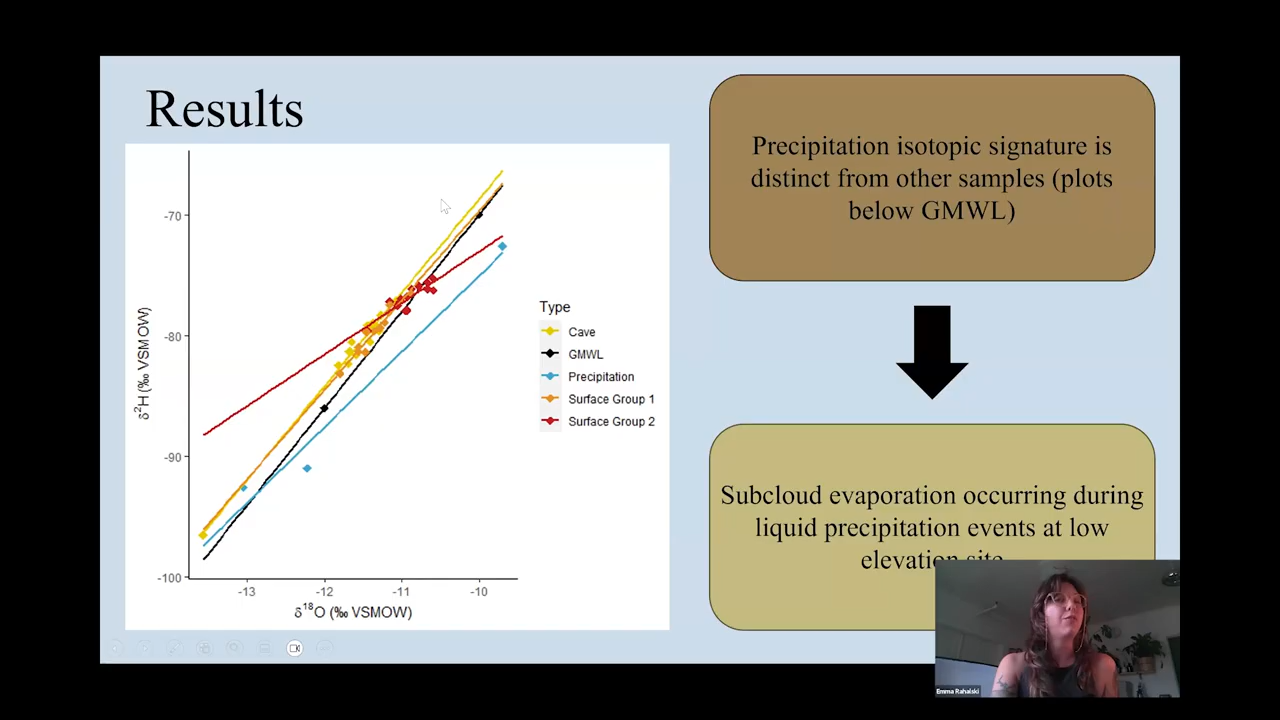 Results
Precipitation isotopic signature is
distinct from other samples (plots
below GMWL)
-70
-80
-90
-100
δ²H (‰ VSMOW)
-13
-12
-11
-10
δ¹⁸O (‰ VSMOW)
Type
Cave
GMWL
Precipitation
Surface Group 1
Surface Group 2
Subcloud evaporation occurring during
liquid precipitation events at low
elevation site
Emma Rahalski